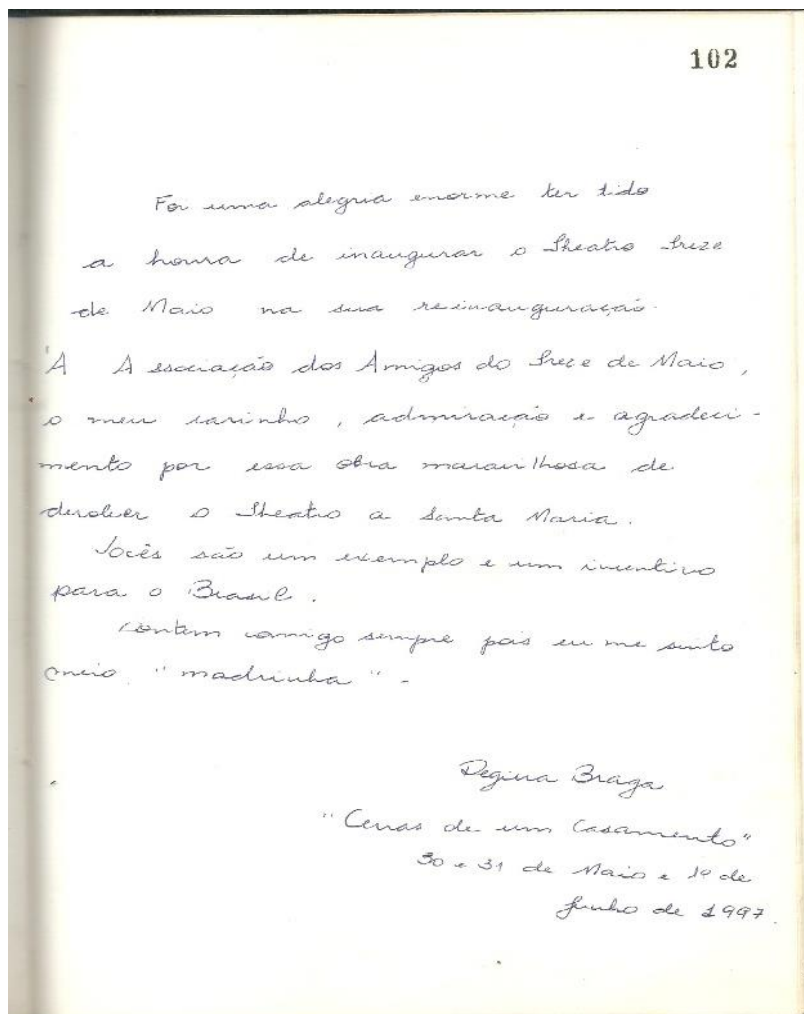 102
Foi uma alegria enorme ter tido
a honra de inaugurar o Theatro Treze
de Maio na sua reinauguração.
À Associação dos Amigos do Treze de Maio,
o meu carinho, admiração e agradeci-
mento por essa obra maravilhosa de
devolver o Theatro a Santa Maria.
Vocês são um exemplo e um incentivo
para o Brasil.
Contem comigo sempre pois eu me sinto
meio "madrinha".
Regina Braga
"Cenas de um Casamento"
30 e 31 de Maio e 1º de
Junho de 1997.